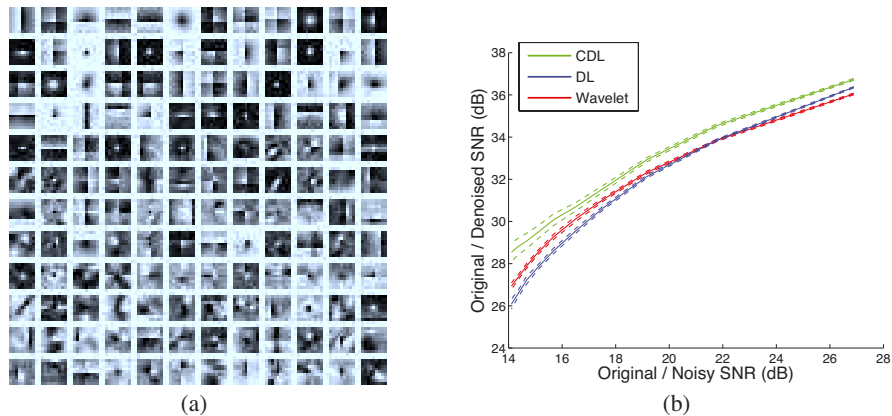 38
36
34
32
30
28
26
24
Original / Denoised SNR (dB)
CDL
DL
Wavelet
14 16 18 20 22 24 26 28
Original / Noisy SNR (dB)
(a)
(b)